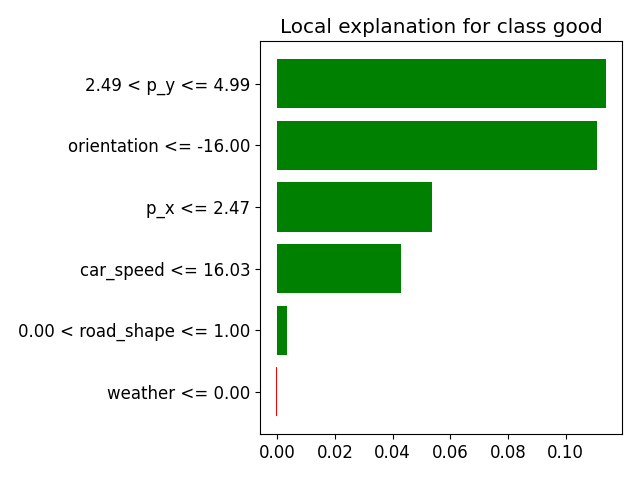 Local explanation for class good
2.49 < p_y <= 4.99
orientation <= -16.00
p_x <= 2.47
car_speed <= 16.03
0.00 < road_shape <= 1.00
weather <= 0.00
0.00 0.02 0.04 0.06 0.08 0.10